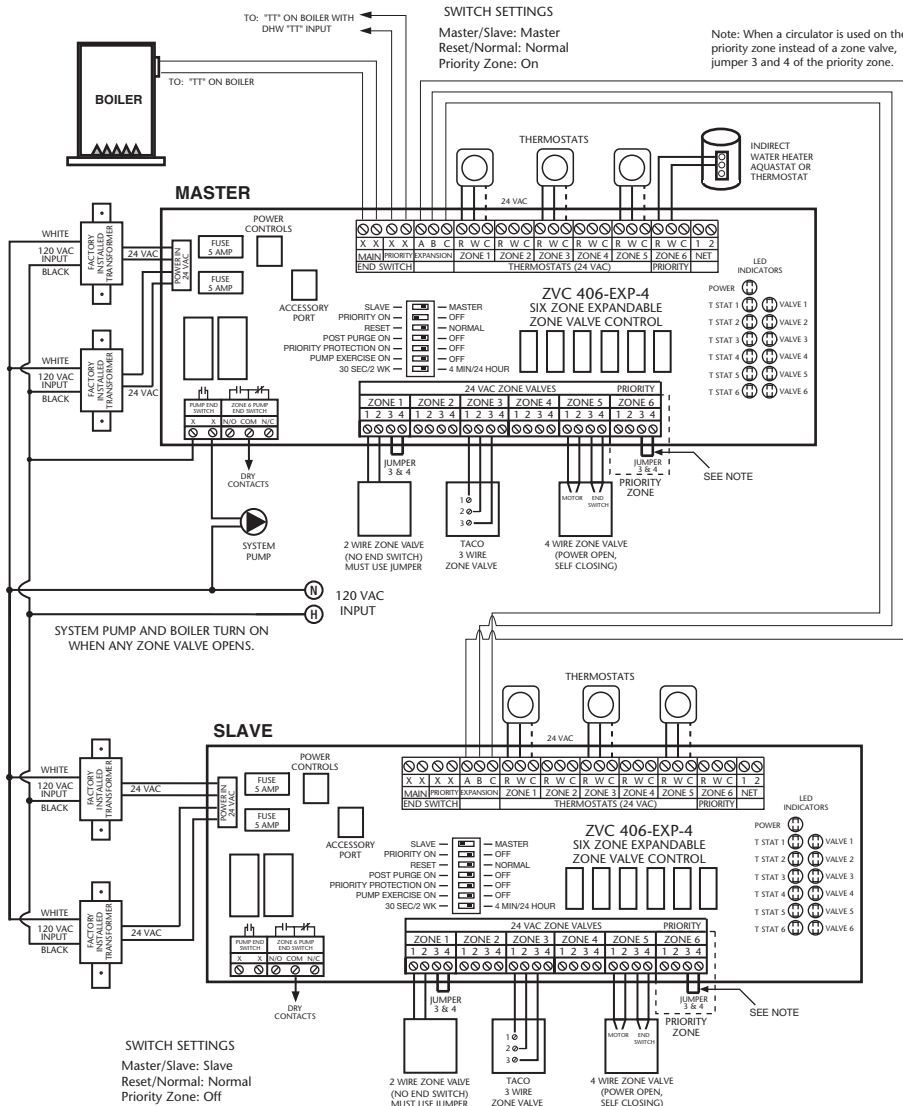 TO: "TT" ON BOILER WITH
DHW "TT" INPUT
SWITCH SETTINGS
Master/Slave: Master
Reset/Normal: Normal
Priority Zone: On
Note: When a circulator is used on the
priority zone instead of a zone valve,
jumper 3 and 4 of the priority zone.
TO: "TT" ON BOILER
BOILER
THERMOSTATS
INDIRECT
WATER HEATER
AQUASTAT OR
THERMOSTAT
MASTER
24 VAC
WHITE
120 VAC
INPUT
BLACK
FACTORY
INSTALLED
TRANSFORMER
24 VAC
POWER IN
24 VAC
FUSE
5 AMP
FUSE
5 AMP
POWER
CONTROLS
ACCESSORY
PORT
X X X X A B C R W C R W C R W C R W C R W C R W C 1 2
MAIN PRIORITY EXPANSION ZONE 1 ZONE 2 ZONE 3 ZONE 4 ZONE 5 ZONE 6 NET
END SWITCH THERMOSTATS (24 VAC) PRIORITY
SLAVE MASTER
PRIORITY ON OFF
RESET NORMAL
POST PURGE ON OFF
PRIORITY PROTECTION ON OFF
PUMP EXERCISE ON OFF
30 SEC/2 WK 4 MIN/24 HOUR
ZVC 406-EXP-4
SIX ZONE EXPANDABLE
ZONE VALVE CONTROL
LED
INDICATORS
POWER
T STAT 1 VALVE 1
T STAT 2 VALVE 2
T STAT 3 VALVE 3
T STAT 4 VALVE 4
T STAT 5 VALVE 5
T STAT 6 VALVE 6
WHITE
120 VAC
INPUT
BLACK
FACTORY
INSTALLED
TRANSFORMER
24 VAC
PUMP END
SWITCH
ZONE 6 PUMP
END SWITCH
X X N/O COM N/C
DRY
CONTACTS
24 VAC ZONE VALVES PRIORITY
ZONE 1 ZONE 2 ZONE 3 ZONE 4 ZONE 5 ZONE 6
1 2 3 4 1 2 3 4 1 2 3 4 1 2 3 4 1 2 3 4 1 2 3 4
JUMPER
3 & 4
JUMPER
3 & 4
PRIORITY
ZONE
SEE NOTE
1
2
3
MOTOR
END
SWITCH
2 WIRE ZONE VALVE
(NO END SWITCH)
MUST USE JUMPER
TACO
3 WIRE
ZONE VALVE
4 WIRE ZONE VALVE
(POWER OPEN,
SELF CLOSING)
SYSTEM
PUMP
N
H
120 VAC
INPUT
SYSTEM PUMP AND BOILER TURN ON
WHEN ANY ZONE VALVE OPENS.
THERMOSTATS
SLAVE
24 VAC
WHITE
120 VAC
INPUT
BLACK
FACTORY
INSTALLED
TRANSFORMER
24 VAC
POWER IN
24 VAC
FUSE
5 AMP
FUSE
5 AMP
POWER
CONTROLS
ACCESSORY
PORT
X X X X A B C R W C R W C R W C R W C R W C R W C 1 2
MAIN PRIORITY EXPANSION ZONE 1 ZONE 2 ZONE 3 ZONE 4 ZONE 5 ZONE 6 NET
END SWITCH THERMOSTATS (24 VAC) PRIORITY
SLAVE MASTER
PRIORITY ON OFF
RESET NORMAL
POST PURGE ON OFF
PRIORITY PROTECTION ON OFF
PUMP EXERCISE ON OFF
30 SEC/2 WK 4 MIN/24 HOUR
ZVC 406-EXP-4
SIX ZONE EXPANDABLE
ZONE VALVE CONTROL
LED
INDICATORS
POWER
T STAT 1 VALVE 1
T STAT 2 VALVE 2
T STAT 3 VALVE 3
T STAT 4 VALVE 4
T STAT 5 VALVE 5
T STAT 6 VALVE 6
WHITE
120 VAC
INPUT
BLACK
FACTORY
INSTALLED
TRANSFORMER
24 VAC
PUMP END
SWITCH
ZONE 6 PUMP
END SWITCH
X X N/O COM N/C
DRY
CONTACTS
24 VAC ZONE VALVES PRIORITY
ZONE 1 ZONE 2 ZONE 3 ZONE 4 ZONE 5 ZONE 6
1 2 3 4 1 2 3 4 1 2 3 4 1 2 3 4 1 2 3 4 1 2 3 4
JUMPER
3 & 4
JUMPER
3 & 4
PRIORITY
ZONE
SEE NOTE
1
2
3
MOTOR
END
SWITCH
2 WIRE ZONE VALVE
(NO END SWITCH)
MUST USE JUMPER
TACO
3 WIRE
ZONE VALVE
4 WIRE ZONE VALVE
(POWER OPEN,
SELF CLOSING)
SWITCH SETTINGS
Master/Slave: Slave
Reset/Normal: Normal
Priority Zone: Off